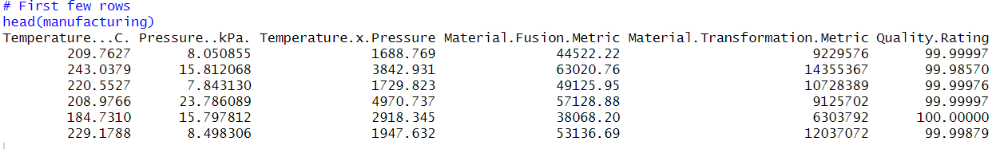 # First few rows
head(manufacturing)
Temperature...C. Pressure..kPa. Temperature.x.Pressure Material.Fusion.Metric Material.Transformation.Metric Quality.Rating
209.7627 8.050855 1688.769 44522.22 9229576 99.99997
243.0379 15.812068 3842.931 63020.76 14355367 99.98570
220.5527 7.843130 1729.823 49125.95 10728389 99.99976
208.9766 23.786089 4970.737 57128.88 9125702 99.99997
184.7310 15.797812 2918.345 38068.20 6303792 100.00000
229.1788 8.498306 1947.632 53136.69 12037072 99.99879